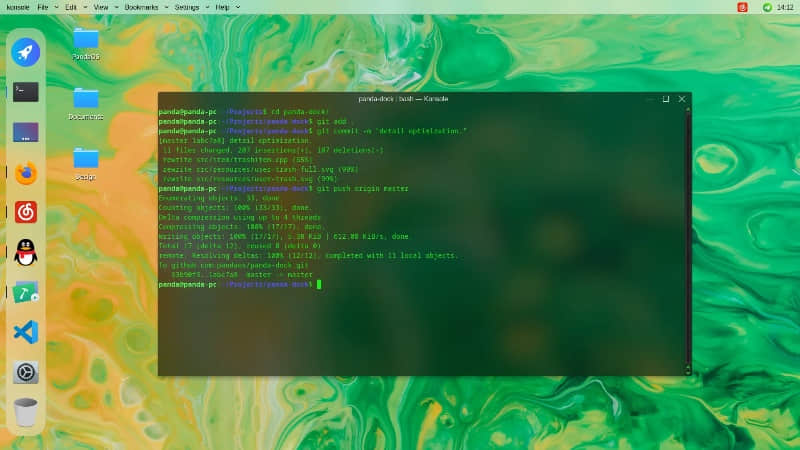 konsole File Edit View Bookmarks Settings Help 14:12
PandaOS
Documents
Design
panda-dock : bash — Konsole
panda@panda-pc:~/Projects$ cd panda-dock/
panda@panda-pc:~/Projects/panda-dock$ git add .
panda@panda-pc:~/Projects/panda-dock$ git commit -m "detail optimization."
[master 1abc7a8] detail optimization.
11 files changed, 207 insertions(+), 187 deletions(-)
rewrite src/item/trashitem.cpp (65%)
rewrite src/resources/user-trash-full.svg (99%)
rewrite src/resources/user-trash.svg (99%)
panda@panda-pc:~/Projects/panda-dock$ git push origin master
Enumerating objects: 33, done.
Counting objects: 100% (33/33), done.
Delta compression using up to 4 threads
Compressing objects: 100% (17/17), done.
Writing objects: 100% (17/17), KiB | 612.00 KiB/s, done.
Total 17 (delta 12), reused 0 (delta 0)
remote: Resolving deltas: 100% (12/12), completed with 11 local objects.
To github.com:pandaos/panda-dock.git
master -> master
panda@panda-pc:~/Projects/panda-dock$